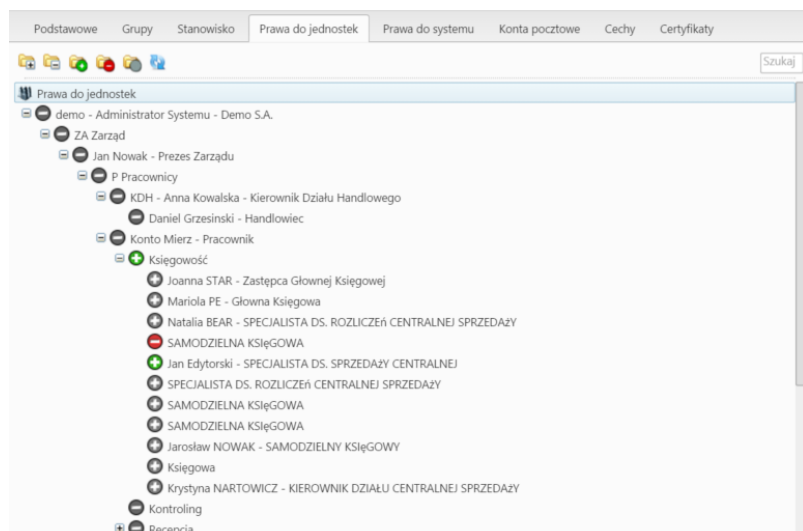 Podstawowe Grupy Stanowisko Prawa do jednostek Prawa do systemu Konta pocztowe Cechy Certyfikaty
Szukaj
Prawa do jednostek
demo - Administrator Systemu - Demo S.A.
ZA Zarząd
Jan Nowak - Prezes Zarządu
P Pracownicy
KDH - Anna Kowalska - Kierownik Działu Handlowego
Daniel Grzesinski - Handlowiec
Konto Mierz - Pracownik
Księgowość
Joanna STAR - Zastępca Głownej Księgowej
Mariola PE - Głowna Księgowa
Natalia BEAR - SPECJALISTA DS. ROZLICZEń CENTRALNEJ SPRZEDAżY
SAMODZIELNA KSIęGOWA
Jan Edytorski - SPECJALISTA DS. SPRZEDAżY CENTRALNEJ
SPECJALISTA DS. ROZLICZEń CENTRALNEJ SPRZEDAżY
SAMODZIELNA KSIęGOWA
SAMODZIELNA KSIęGOWA
Jarosław NOWAK - SAMODZIELNY KSIęGOWY
Księgowa
Krystyna NARTOWICZ - KIEROWNIK DZIAŁU CENTRALNEJ SPRZEDAżY
Kontroling
Recepcja